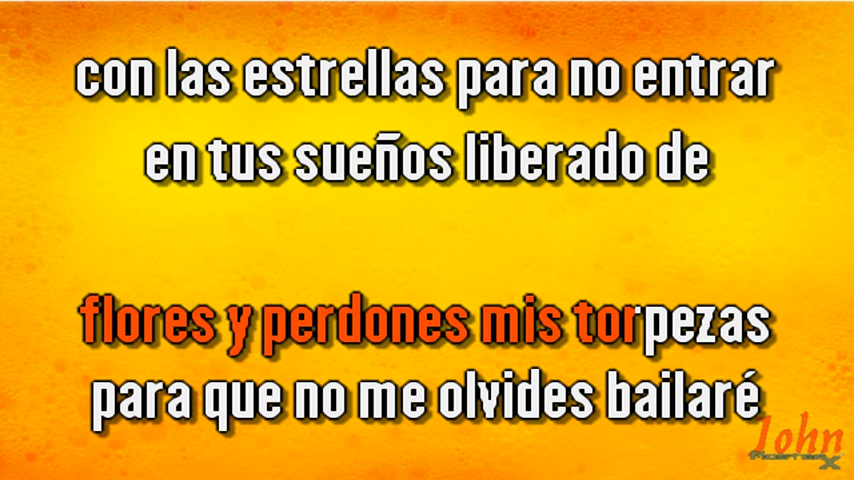 con las estrellas para no entrar
en tus sueños liberado de
flores y perdones mis torpezas
para que no me olvides bailaré
John